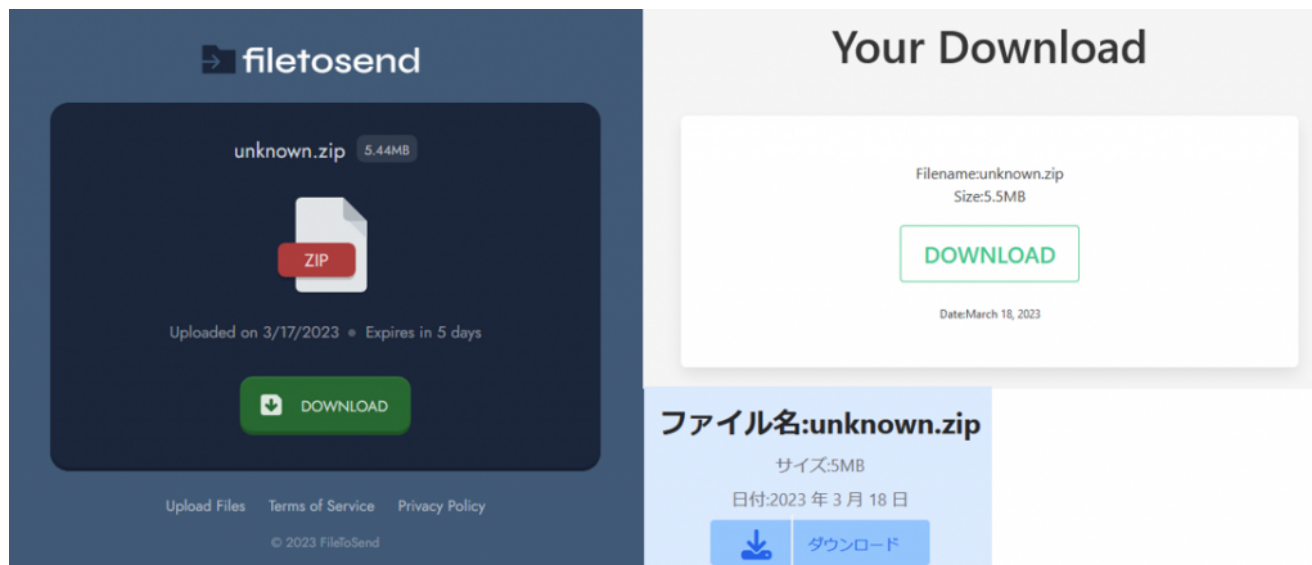 filetosend
unknown.zip 5.44MB
ZIP
Uploaded on 3/17/2023 • Expires in 5 days
DOWNLOAD
Upload Files Terms of Service Privacy Policy
© 2023 FileToSend
Your Download
Filename:unknown.zip
Size:5.5MB
DOWNLOAD
Date:March 18, 2023
ファイル名:unknown.zip
サイズ:5MB
日付:2023 年 3 月 18 日
ダウンロード